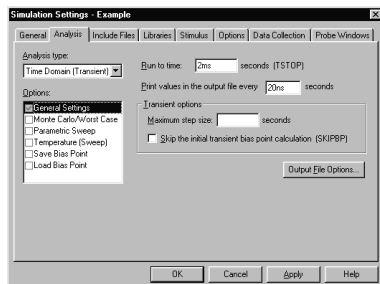 Simulation Settings - Example
General Analysis Include Files Libraries Stimulus Options Data Collection Probe Windows
Analysis type:
Time Domain (Transient)
Options:
General Settings
Monte Carlo/Worst Case
Parametric Sweep
Temperature (Sweep)
Save Bias Point
Load Bias Point
Run to time: 2ms seconds (TSTOP)
Print values in the output file every 20ns seconds
Transient options
Maximum step size: seconds
Skip the initial transient bias point calculation (SKIPBP)
Output File Options...
OK Cancel Apply Help